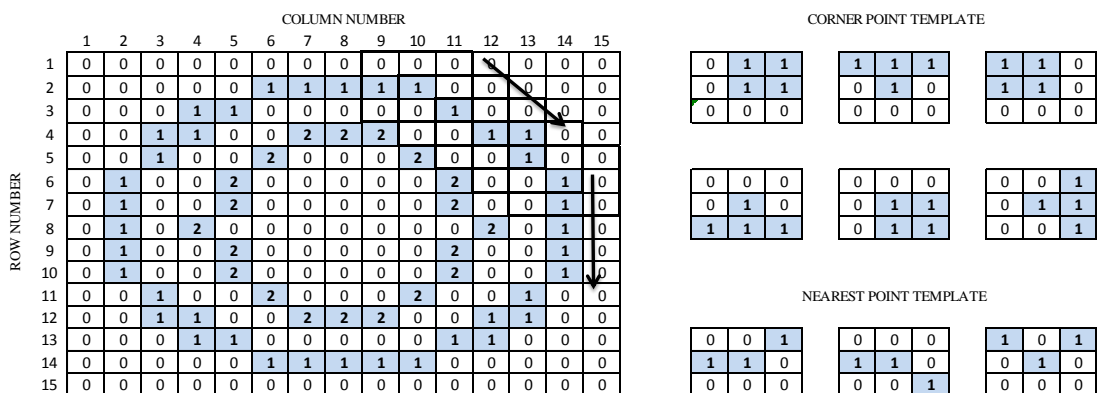 COLUMN NUMBER
CORNER POINT TEMPLATE
1 2 3 4 5 6 7 8 9 10 11 12 13 14 15
1 0 0 0 0 0 0 0 0 0 0 0 0 0 0 0
2 0 0 0 0 0 1 1 1 1 1 0 0 0 0 0
3 0 0 0 1 1 0 0 0 0 0 1 0 0 0 0
4 0 0 1 1 0 0 2 2 2 0 0 1 1 0 0
5 0 0 1 0 0 2 0 0 0 2 0 0 1 0 0
6 0 1 0 0 2 0 0 0 0 0 2 0 0 1 0
7 0 1 0 0 2 0 0 0 0 0 2 0 0 1 0
8 0 1 0 2 0 0 0 0 0 0 0 2 0 1 0
9 0 1 0 0 2 0 0 0 0 0 2 0 0 1 0
10 0 1 0 0 2 0 0 0 0 0 2 0 0 1 0
11 0 0 1 0 0 2 0 0 0 2 0 0 1 0 0
12 0 0 1 1 0 0 2 2 2 0 0 1 1 0 0
13 0 0 0 1 1 0 0 0 0 0 1 1 0 0 0
14 0 0 0 0 0 1 1 1 1 1 0 0 0 0 0
15 0 0 0 0 0 0 0 0 0 0 0 0 0 0 0
ROW NUMBER
0 1 1 1 1 1 1 1 0
0 1 1 0 1 0 1 1 0
0 0 0 0 0 0 0 0 0
0 0 0 0 0 0 0 0 1
0 1 0 0 1 1 0 1 1
1 1 1 0 1 1 0 0 1
NEAREST POINT TEMPLATE
0 0 1 0 0 0 1 0 1
1 1 0 1 1 0 0 1 0
0 0 0 0 0 1 0 0 0